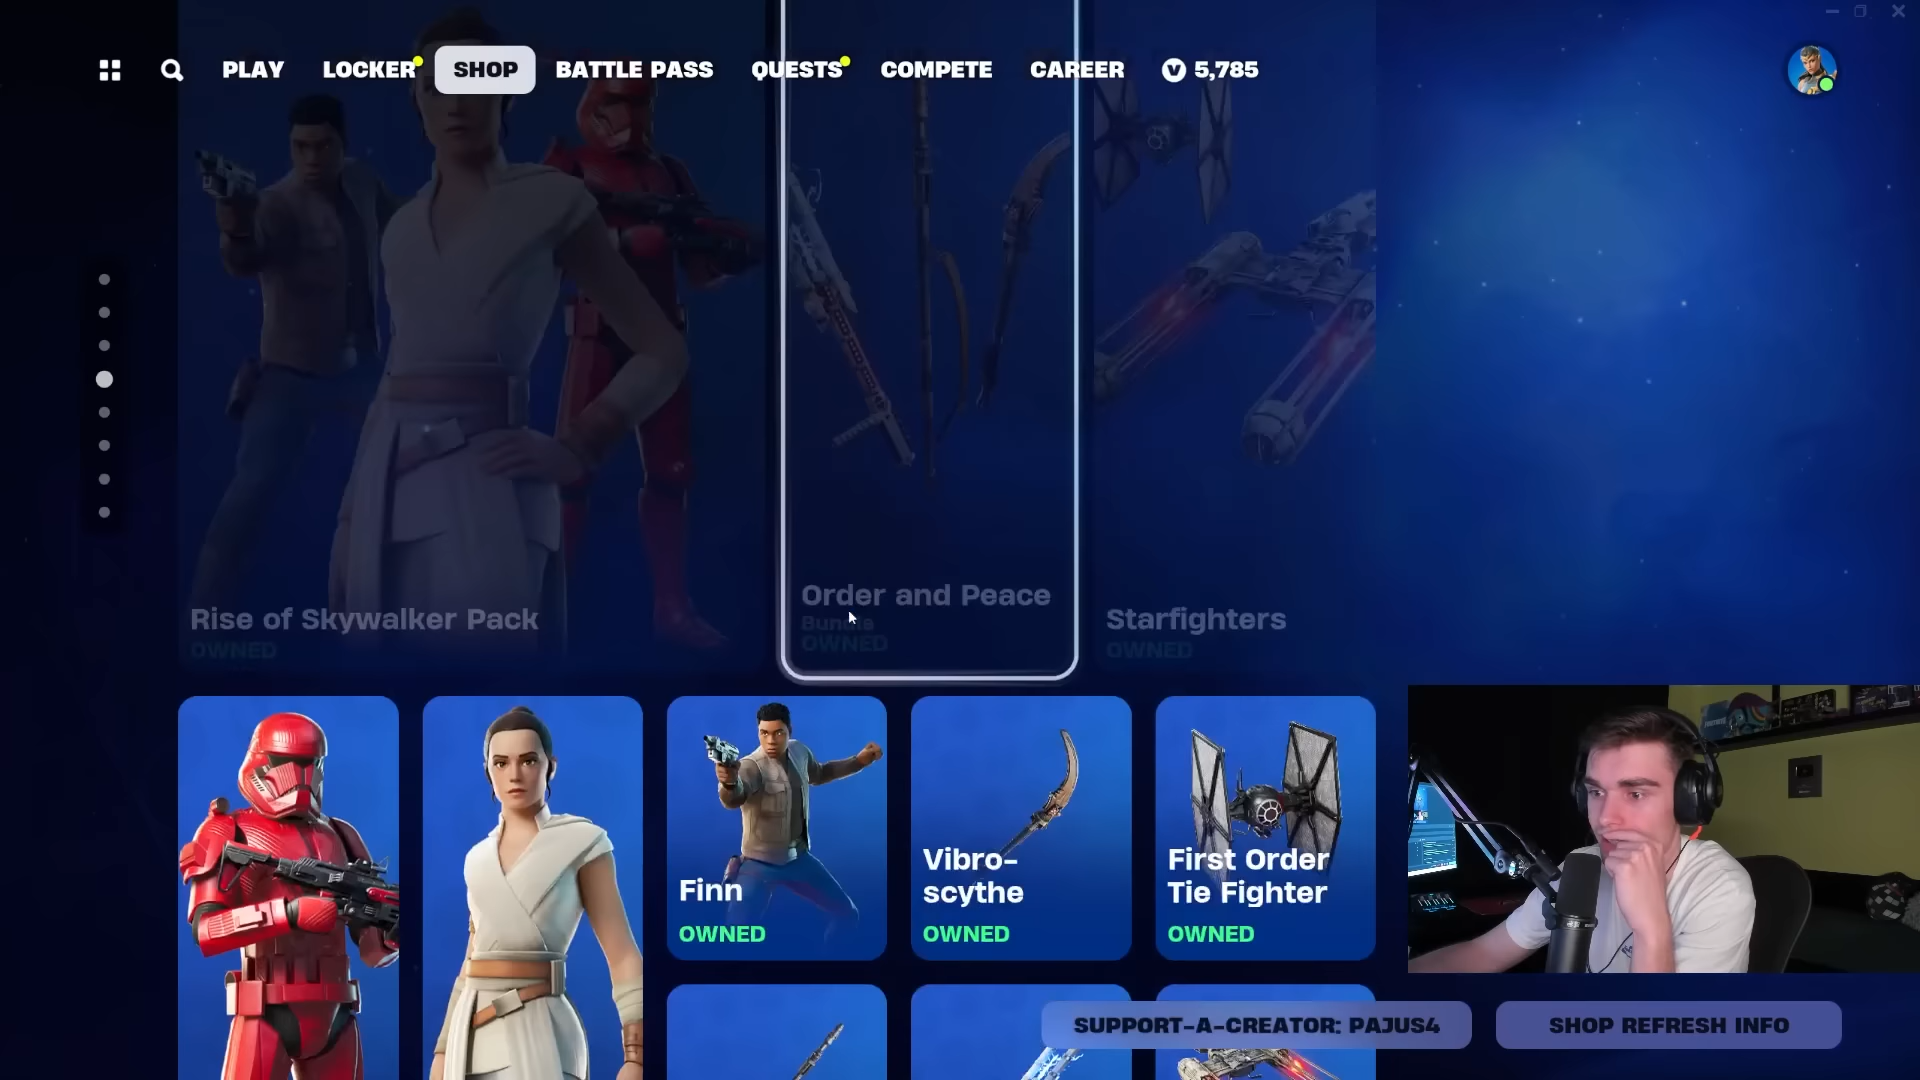 PLAY
LOCKER
SHOP
BATTLE PASS
QUESTS
COMPETE
CAREER
5,785
Rise of Skywalker Pack
OWNED
Order and Peace
Bundle
OWNED
Starfighters
OWNED
Finn
OWNED
Vibro-
scythe
OWNED
First Order
Tie Fighter
OWNED
SUPPORT-A-CREATOR: PAJUS4
SHOP REFRESH INFO